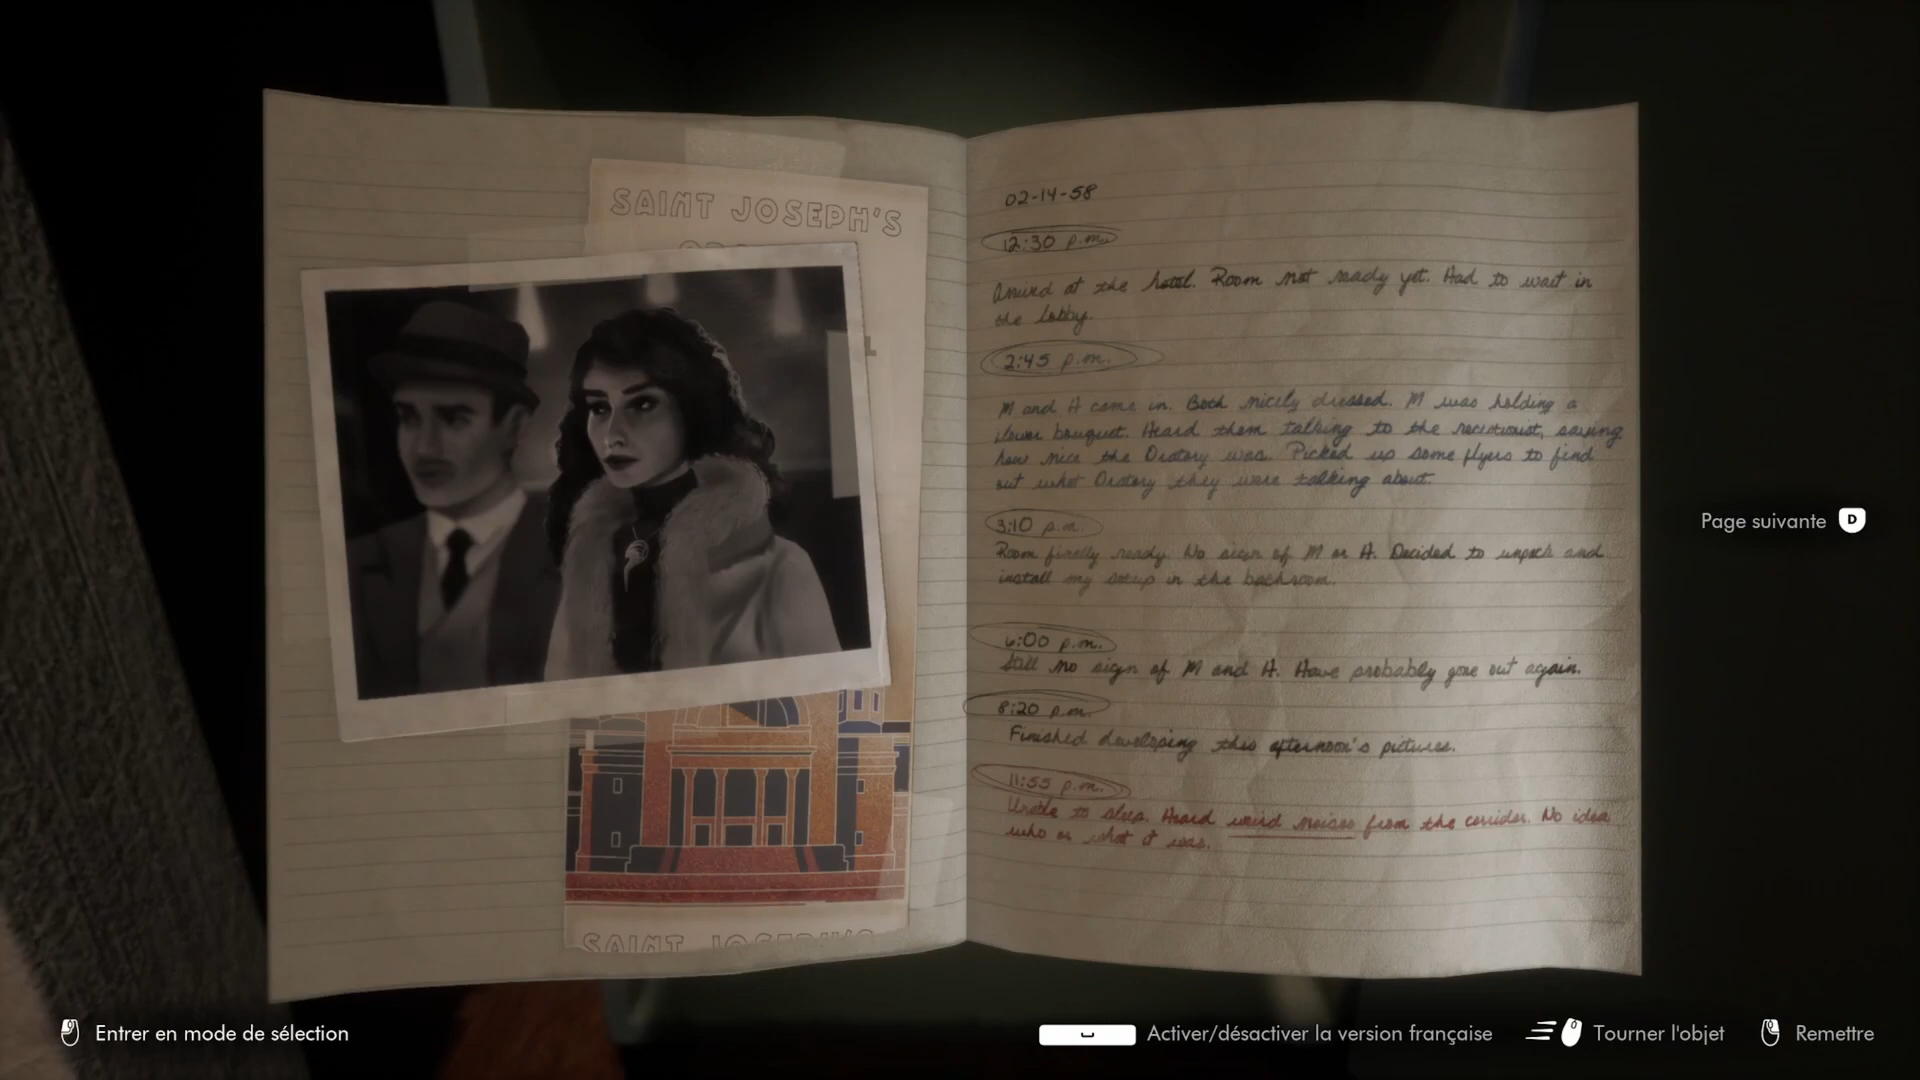 SAINT JOSEPH'S
SAINT JOSEPH'S
02-14-58
12:30 p.m.
Arrived at the hotel. Room not ready yet. Had to wait in
the lobby.
2:45 p.m.
M and H came in. Both nicely dressed. M was holding a
flower bouquet. Heard them talking to the receptionist, saying
how nice the Oratory was. Picked up some flyers to find
out what Oratory they were talking about.
3:10 p.m.
Room finally ready. No sign of M or H. Decided to unpack and
install my setup in the bathroom.
6:00 p.m.
Still no sign of M and H. Have probably gone out again.
8:20 p.m.
Finished developing this afternoon's pictures.
11:55 p.m.
Unable to sleep. Heard weird noises from the corridor. No idea
who or what it was.
Page suivante D
Entrer en mode de sélection
Activer/désactiver la version française
Tourner l'objet
Remettre